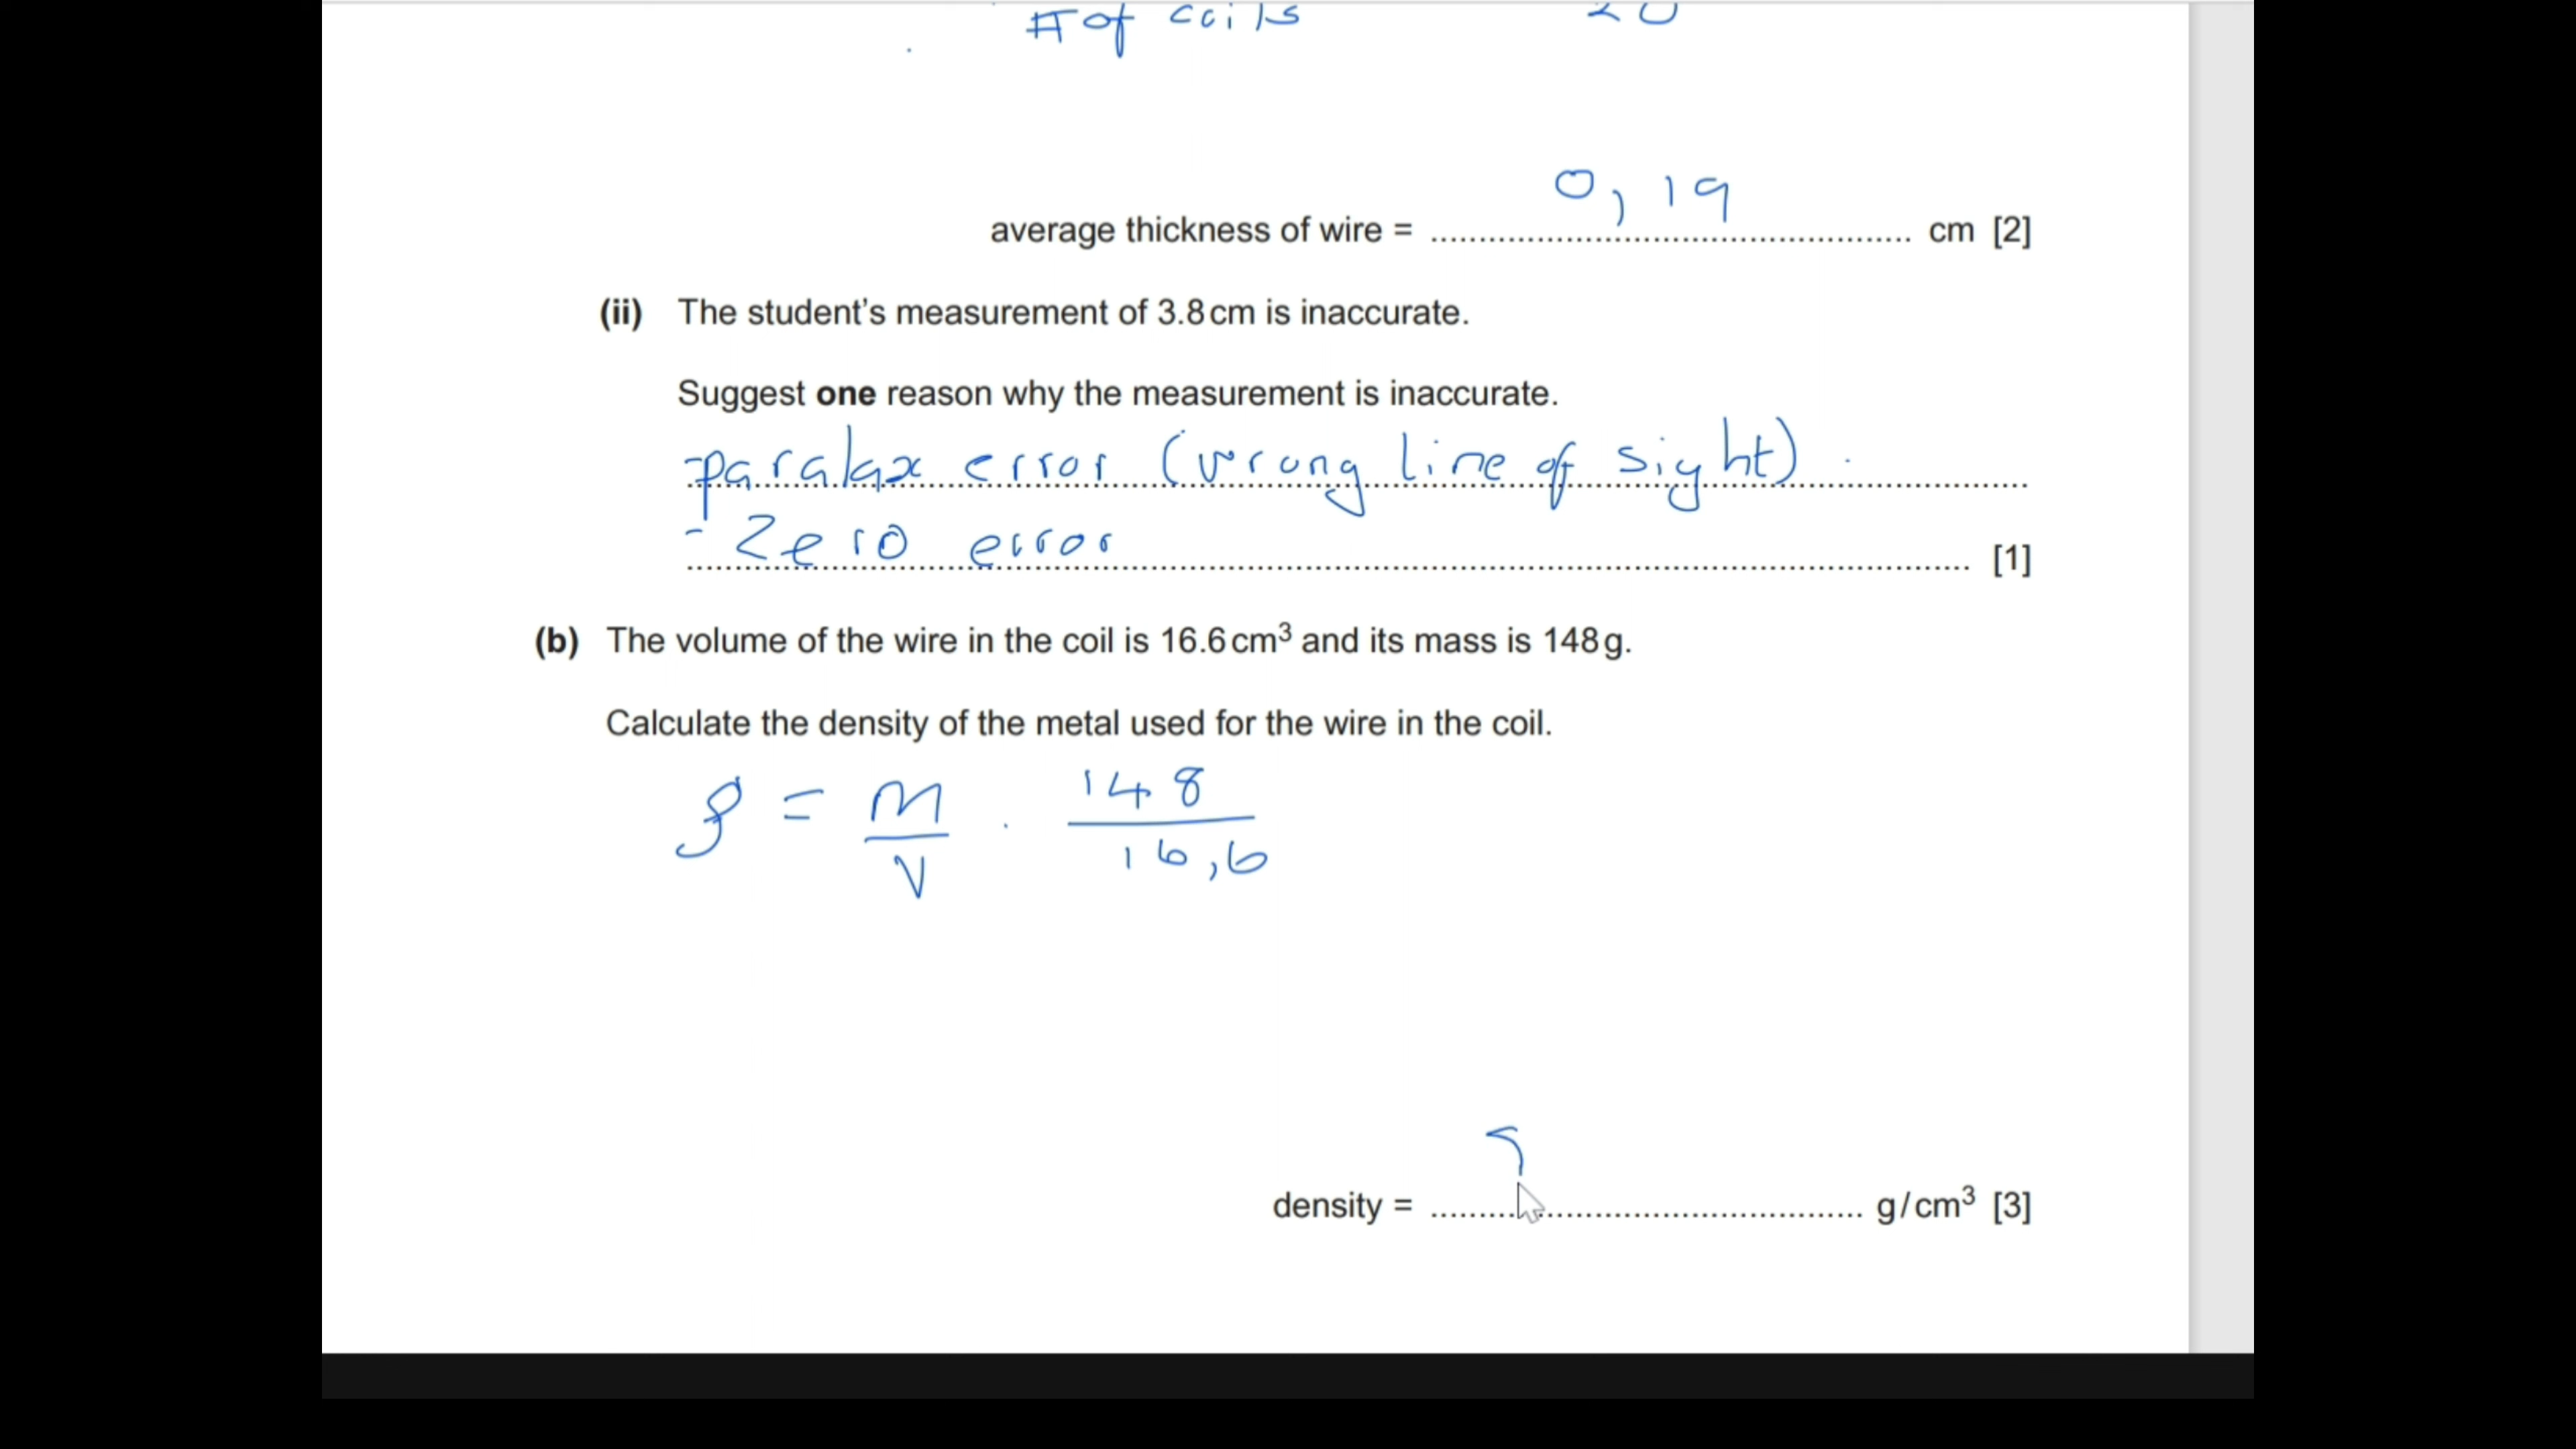 # of coils 20
0,19
average thickness of wire = ........................ cm [2]
(ii) The student's measurement of 3.8 cm is inaccurate.
Suggest one reason why the measurement is inaccurate.
-paralax error (wrong line of sight).
- Zero error
[1]
(b) The volume of the wire in the coil is 16.6 cm³ and its mass is 148 g.
Calculate the density of the metal used for the wire in the coil.
ρ = m/V 148/16,6
density = ........................ g/cm³ [3]